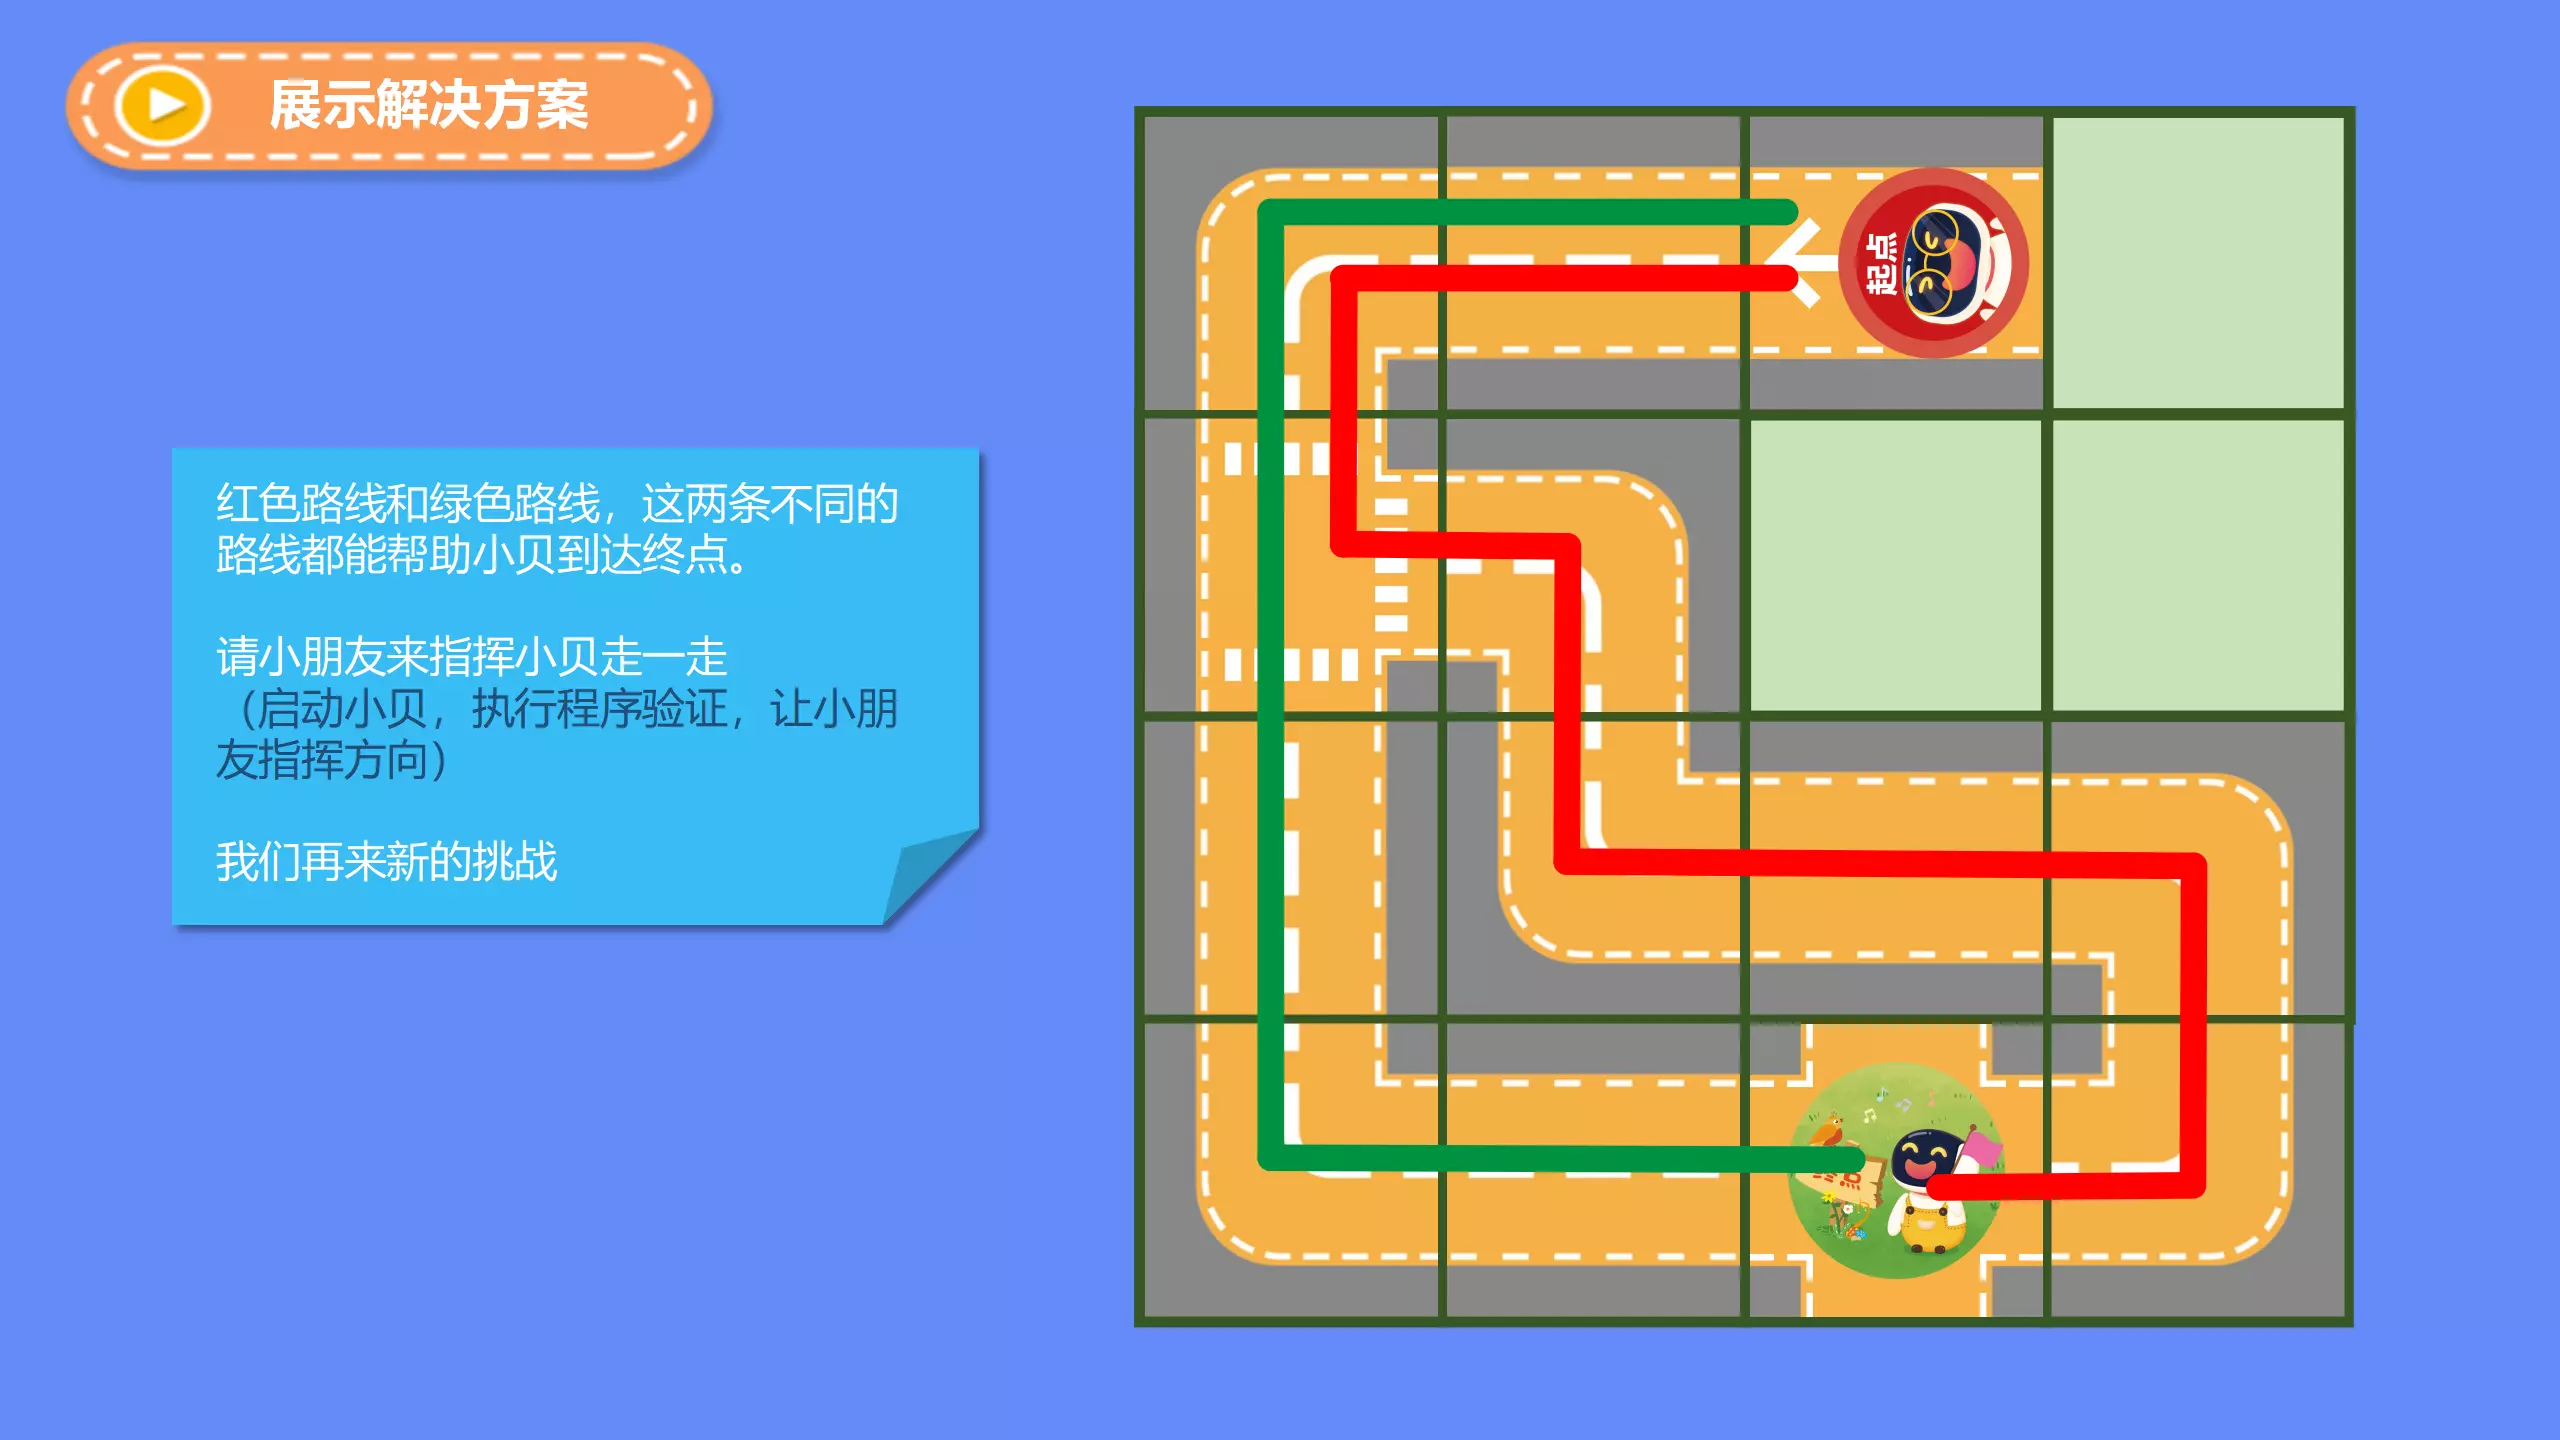 展示解决方案
起点
红色路线和绿色路线，这两条不同的
路线都能帮助小贝到达终点。
请小朋友来指挥小贝走一走
（启动小贝，执行程序验证，让小朋
友指挥方向）
我们再来新的挑战